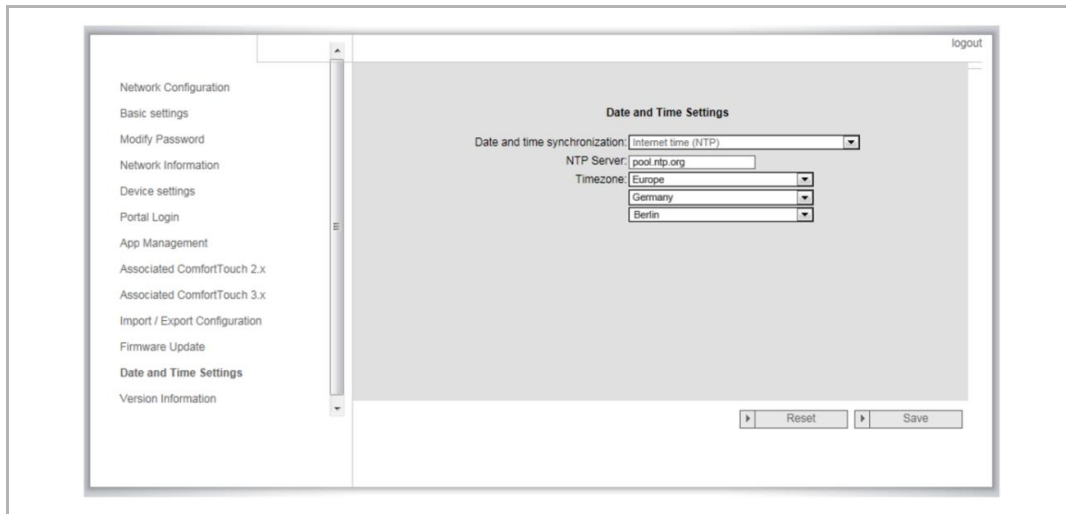 logout
Network Configuration
Basic settings
Modify Password
Network Information
Device settings
Portal Login
App Management
Associated ComfortTouch 2.x
Associated ComfortTouch 3.x
Import / Export Configuration
Firmware Update
Date and Time Settings
Version Information
Date and Time Settings
Date and time synchronization: Internet time (NTP)
NTP Server: pool.ntp.org
Timezone: Europe
Germany
Berlin
Reset Save